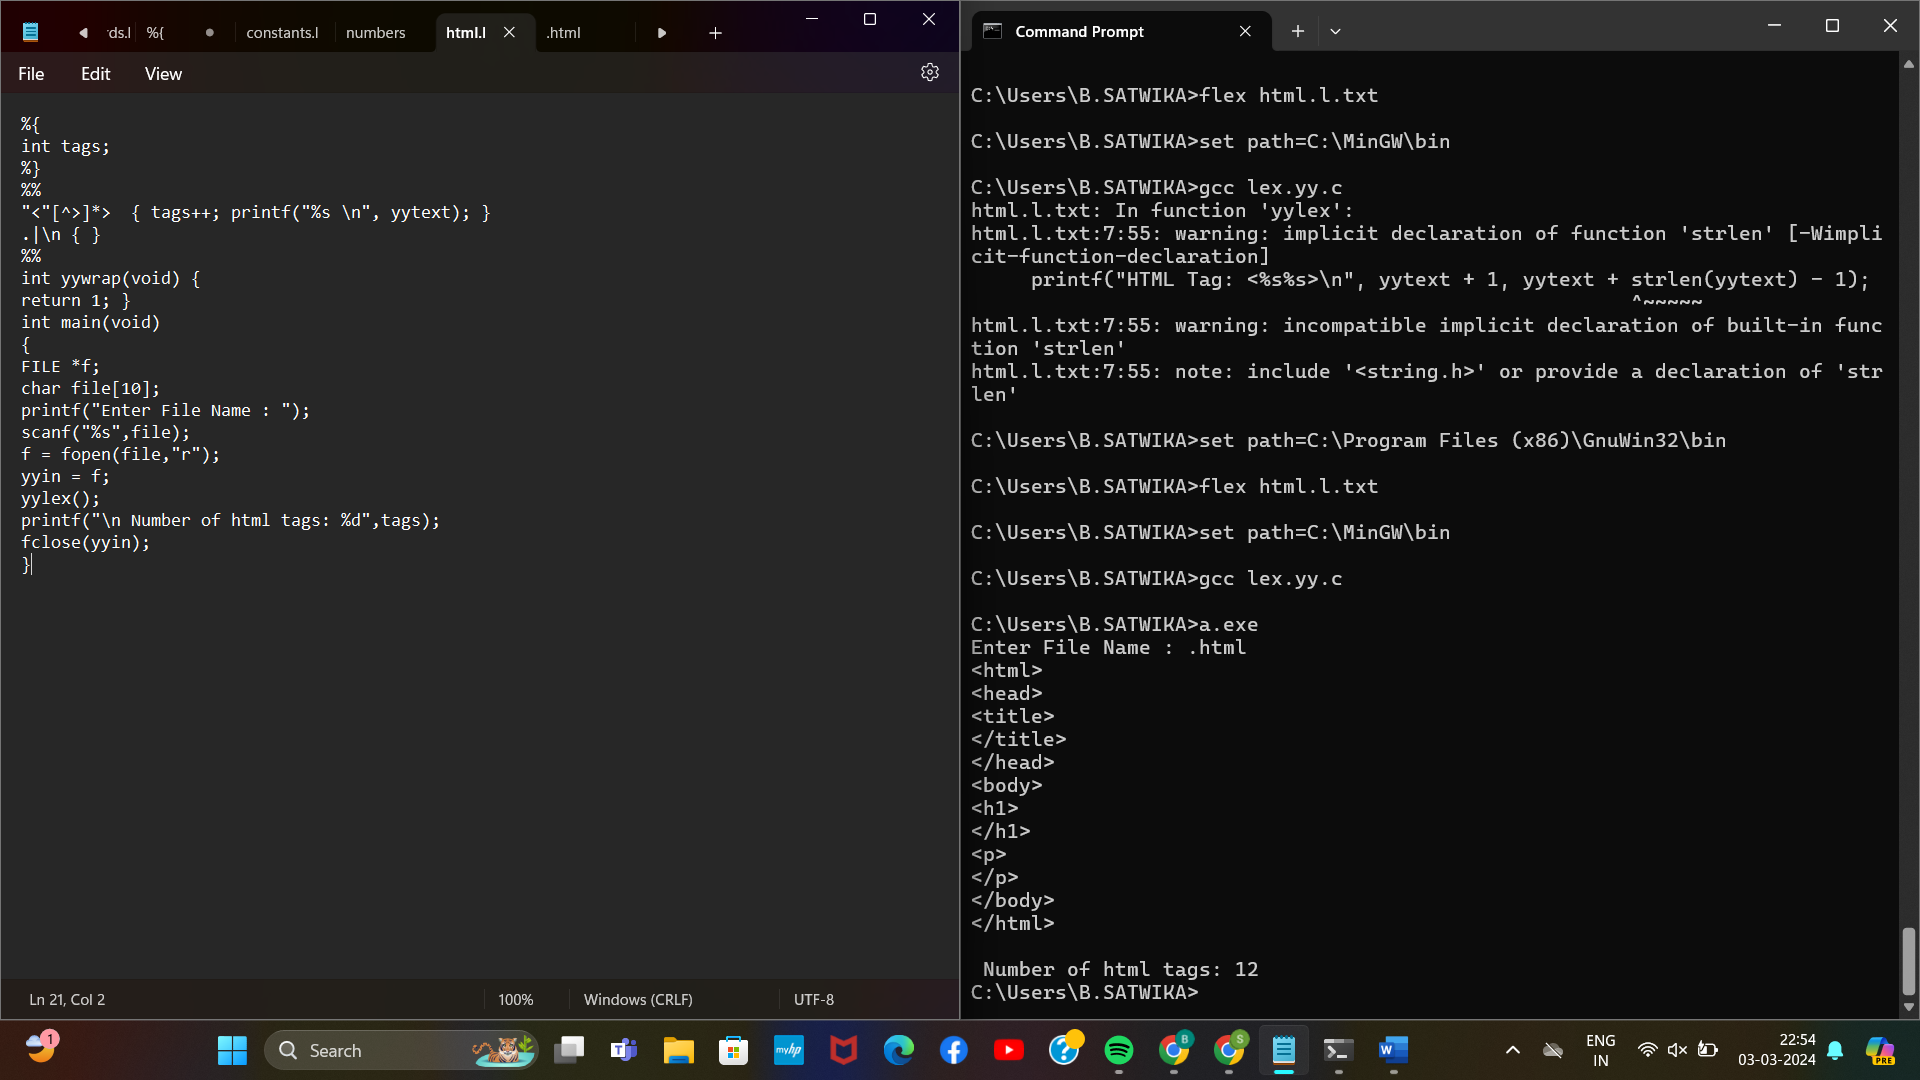 ds.l %{ constants.l numbers html.l .html
File Edit View
%{
int tags;
%}
%%
"<"[^>]*> { tags++; printf("%s \n", yytext); }
.|\n { }
%%
int yywrap(void) {
return 1; }
int main(void)
{
FILE *f;
char file[10];
printf("Enter File Name : ");
scanf("%s",file);
f = fopen(file,"r");
yyin = f;
yylex();
printf("\n Number of html tags: %d",tags);
fclose(yyin);
}
Ln 21, Col 2 100% Windows (CRLF) UTF-8
Command Prompt
C:\Users\B.SATWIKA>flex html.l.txt
C:\Users\B.SATWIKA>set path=C:\MinGW\bin
C:\Users\B.SATWIKA>gcc lex.yy.c
html.l.txt: In function 'yylex':
html.l.txt:7:55: warning: implicit declaration of function 'strlen' [-Wimpli
cit-function-declaration]
printf("HTML Tag: <%s%s>\n", yytext + 1, yytext + strlen(yytext) - 1);
^~~~~~
html.l.txt:7:55: warning: incompatible implicit declaration of built-in func
tion 'strlen'
html.l.txt:7:55: note: include '<string.h>' or provide a declaration of 'str
len'
C:\Users\B.SATWIKA>set path=C:\Program Files (x86)\GnuWin32\bin
C:\Users\B.SATWIKA>flex html.l.txt
C:\Users\B.SATWIKA>set path=C:\MinGW\bin
C:\Users\B.SATWIKA>gcc lex.yy.c
C:\Users\B.SATWIKA>a.exe
Enter File Name : .html
<html>
<head>
<title>
</title>
</head>
<body>
<h1>
</h1>
<p>
</p>
</body>
</html>
Number of html tags: 12
C:\Users\B.SATWIKA>
1 Search myhp B S W ENG 22:54
IN 03-03-2024 PRE